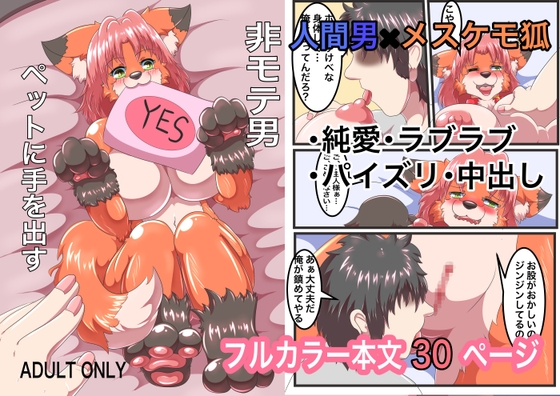 非モテ男
ペットに手を出す
YES
ADULT ONLY
人間男×メスケモ狐
・純愛・ラブラブ
・パイズリ・中出し
お股がおかしいの
ジンジンしてるの
あぁ大丈夫だ
俺が鎮めてやる
フルカラー本文30ページ